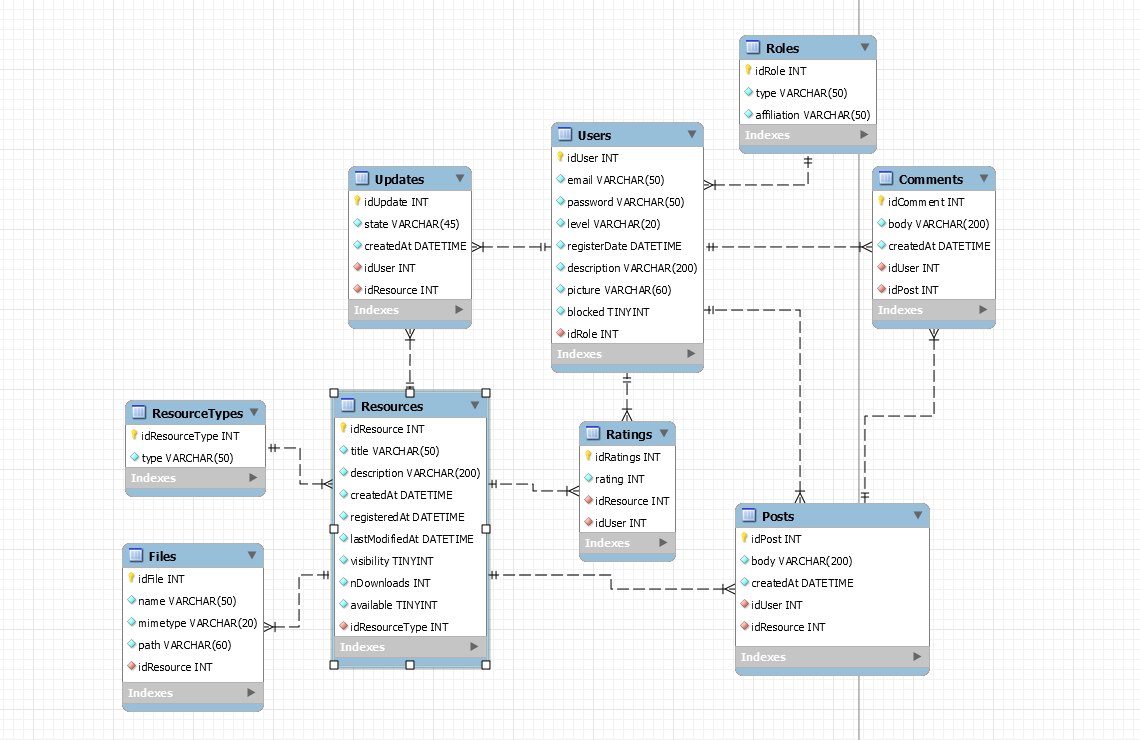 Roles
idRole INT
type VARCHAR(50)
affiliation VARCHAR(50)
Indexes
Users
idUser INT
email VARCHAR(50)
password VARCHAR(50)
level VARCHAR(20)
registerDate DATETIME
description VARCHAR(200)
picture VARCHAR(60)
blocked TINYINT
idRole INT
Indexes
Updates
idUpdate INT
state VARCHAR(45)
createdAt DATETIME
idUser INT
idResource INT
Indexes
Comments
idComment INT
body VARCHAR(200)
createdAt DATETIME
idUser INT
idPost INT
Indexes
ResourceTypes
idResourceType INT
type VARCHAR(50)
Indexes
Resources
idResource INT
title VARCHAR(50)
description VARCHAR(200)
createdAt DATETIME
registeredAt DATETIME
lastModifiedAt DATETIME
visibility TINYINT
nDownloads INT
available TINYINT
idResourceType INT
Indexes
Ratings
idRatings INT
rating INT
idResource INT
idUser INT
Indexes
Posts
idPost INT
body VARCHAR(200)
createdAt DATETIME
idUser INT
idResource INT
Indexes
Files
idFile INT
name VARCHAR(50)
mimetype VARCHAR(20)
path VARCHAR(60)
idResource INT
Indexes